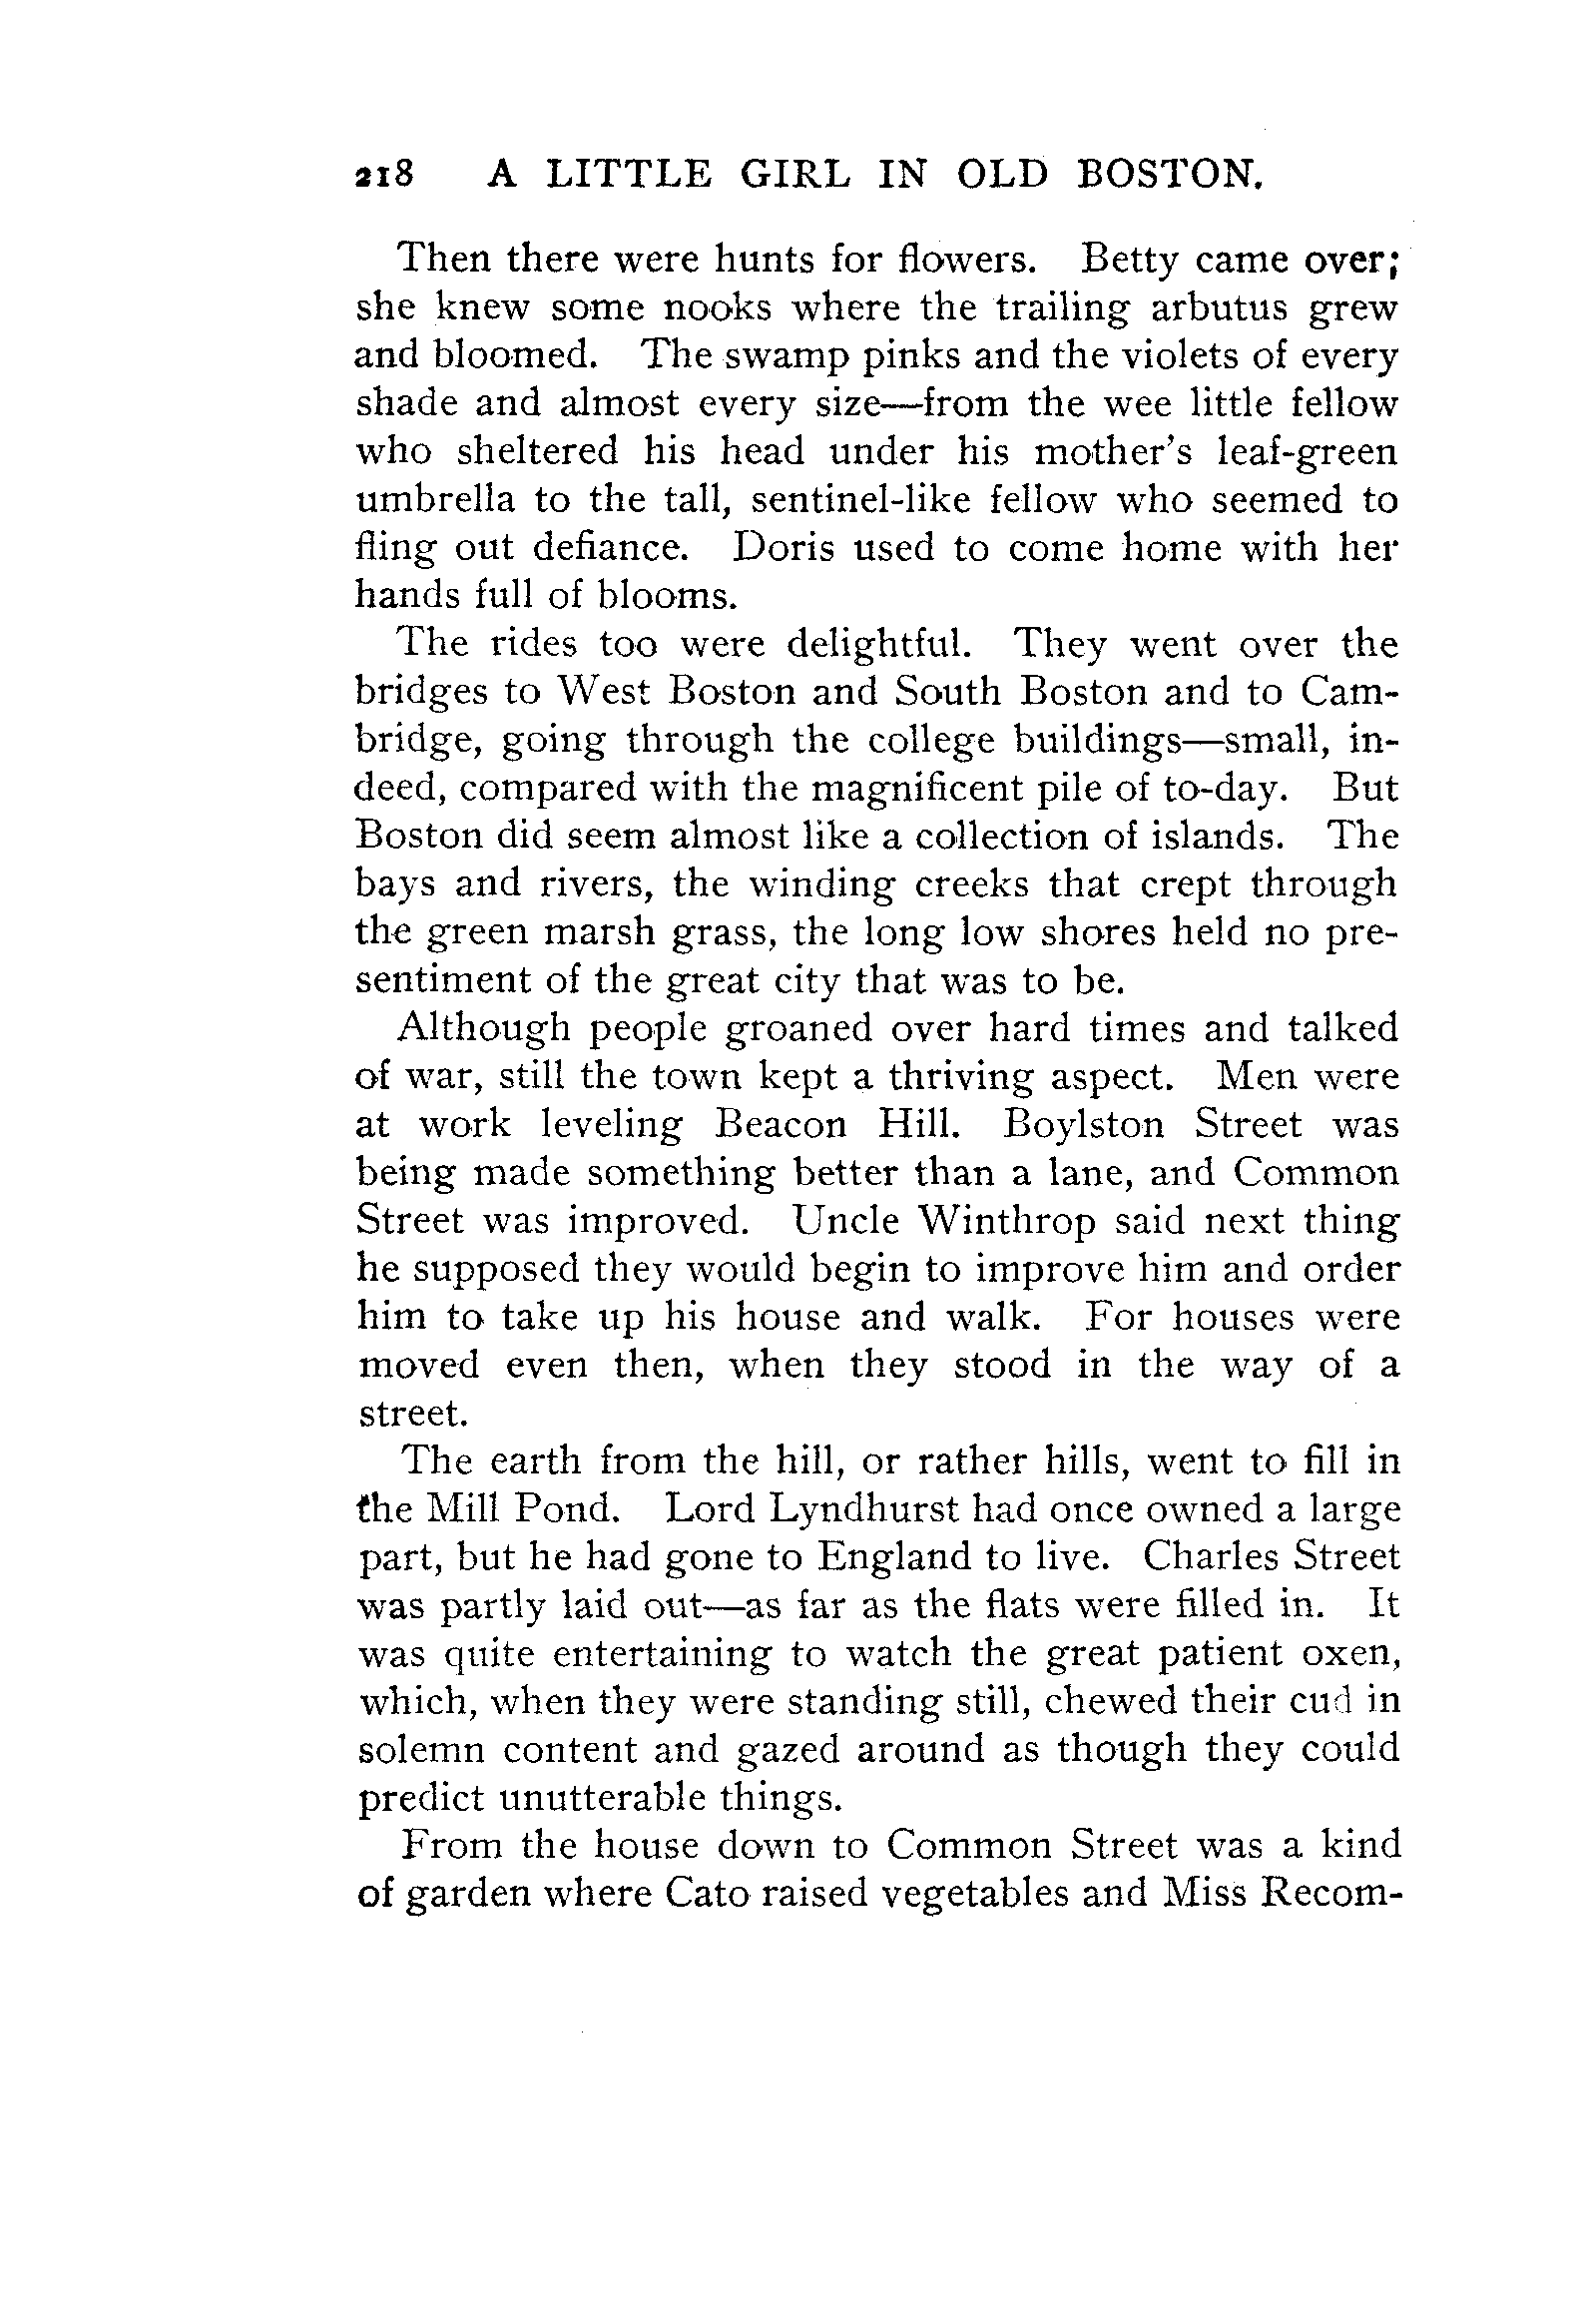 218 A LITTLE GIRL IN OLD BOSTON.
Then there were hunts for flowers. Betty came over;
she knew some nooks where the trailing arbutus grew
and bloomed. The swamp pinks and the violets of every
shade and almost every size—from the wee little fellow
who sheltered his head under his mother's leaf-green
umbrella to the tall, sentinel-like fellow who seemed to
fling out defiance. Doris used to come home with her
hands full of blooms.
The rides too were delightful. They went over the
bridges to West Boston and South Boston and to Cam-
bridge, going through the college buildings—small, in-
deed, compared with the magnificent pile of to-day. But
Boston did seem almost like a collection of islands. The
bays and rivers, the winding creeks that crept through
the green marsh grass, the long low shores held no pre-
sentiment of the great city that was to be.
Although people groaned over hard times and talked
of war, still the town kept a thriving aspect. Men were
at work leveling Beacon Hill. Boylston Street was
being made something better than a lane, and Common
Street was improved. Uncle Winthrop said next thing
he supposed they would begin to improve him and order
him to take up his house and walk. For houses were
moved even then, when they stood in the way of a
street.
The earth from the hill, or rather hills, went to fill in
the Mill Pond. Lord Lyndhurst had once owned a large
part, but he had gone to England to live. Charles Street
was partly laid out—as far as the flats were filled in. It
was quite entertaining to watch the great patient oxen,
which, when they were standing still, chewed their cud in
solemn content and gazed around as though they could
predict unutterable things.
From the house down to Common Street was a kind
of garden where Cato raised vegetables and Miss Recom-